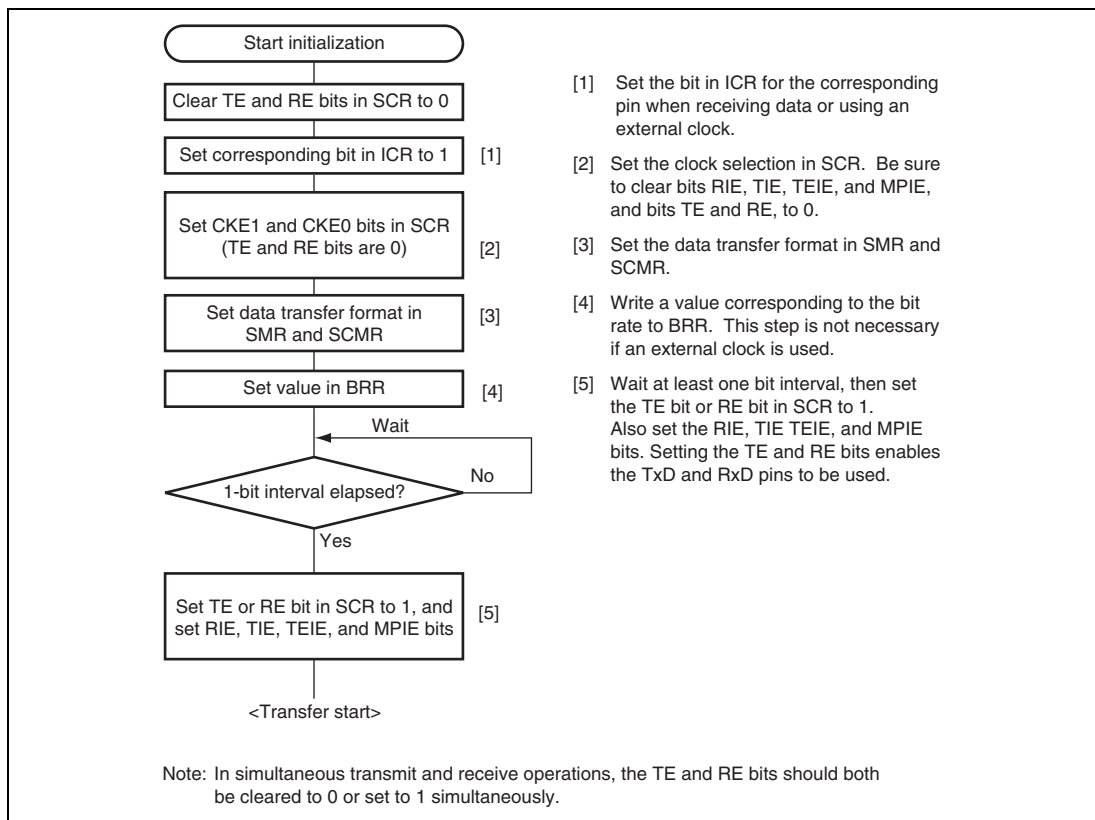 Start initialization
Clear TE and RE bits in SCR to 0
Set corresponding bit in ICR to 1
[1]
Set CKE1 and CKE0 bits in SCR
(TE and RE bits are 0)
[2]
Set data transfer format in
SMR and SCMR
[3]
Set value in BRR
[4]
Wait
1-bit interval elapsed?
No
Yes
Set TE or RE bit in SCR to 1, and
set RIE, TIE, TEIE, and MPIE bits
[5]
<Transfer start>
[1] Set the bit in ICR for the corresponding
pin when receiving data or using an
external clock.
[2] Set the clock selection in SCR. Be sure
to clear bits RIE, TIE, TEIE, and MPIE,
and bits TE and RE, to 0.
[3] Set the data transfer format in SMR and
SCMR.
[4] Write a value corresponding to the bit
rate to BRR. This step is not necessary
if an external clock is used.
[5] Wait at least one bit interval, then set
the TE bit or RE bit in SCR to 1.
Also set the RIE, TIE TEIE, and MPIE
bits. Setting the TE and RE bits enables
the TxD and RxD pins to be used.
Note: In simultaneous transmit and receive operations, the TE and RE bits should both
be cleared to 0 or set to 1 simultaneously.